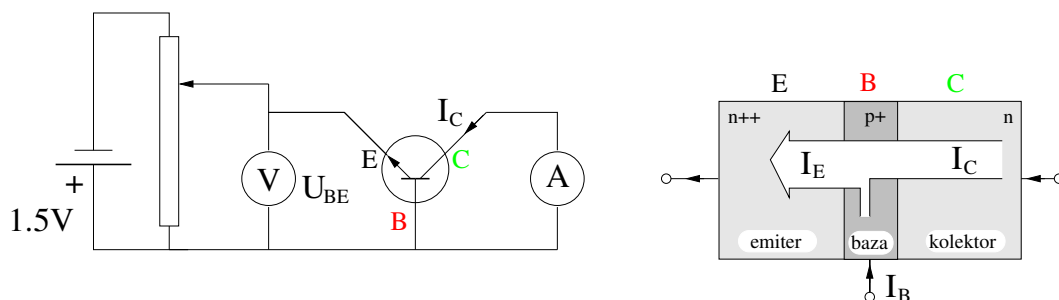 E
B
C
n++
p+
n
I_C
E
C
V
U_BE
A
I_E
I_C
+
1.5V
B
emiter
baza
kolektor
I_B